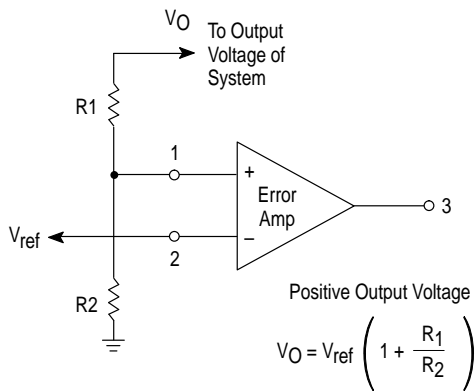 VO
To Output
Voltage of
System
R1
1
+
Error
Amp
3
Vref
–
2
R2
Positive Output Voltage
VO = Vref ( 1 + R1 / R2 )